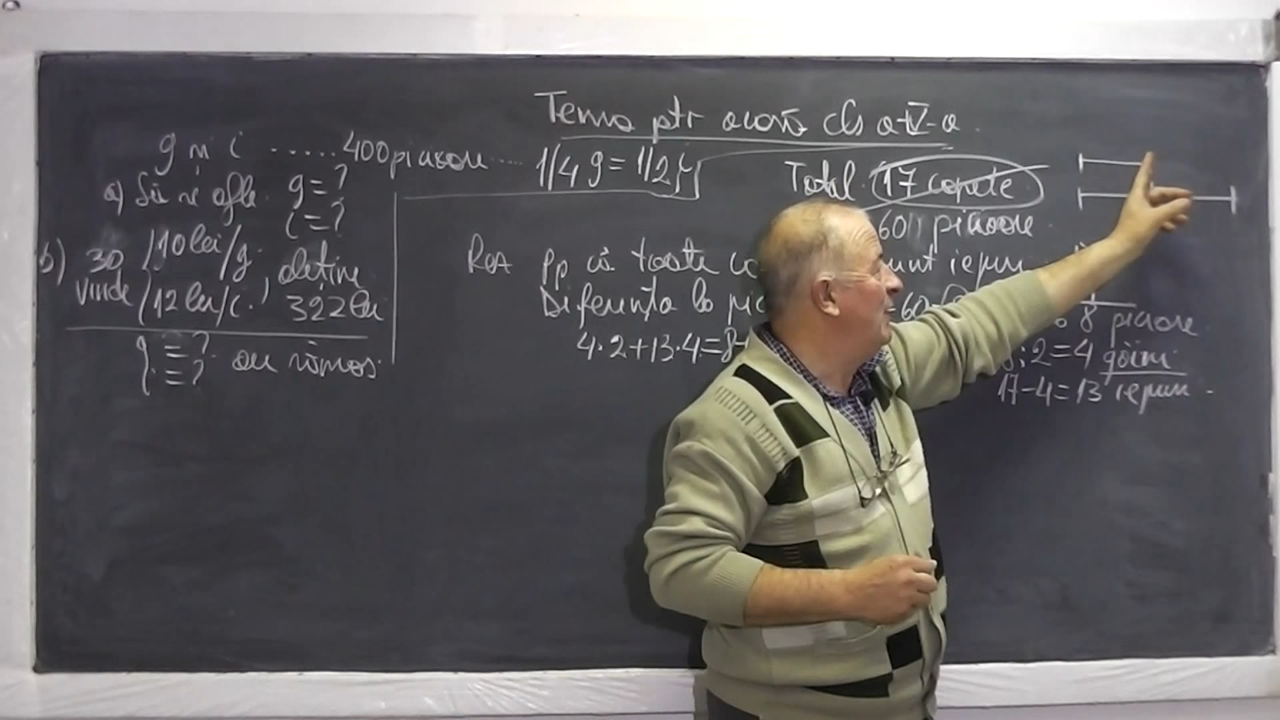 Tema ptr acasă cls a-IV-a
g și i ......400 picioare.... 1/4 g = 1/2 i
a) Să se afle g=?
i=?
b) 30 10 lei/g
vinde 12 lei/i. obține 322 lei
g = ?
i = ? au rămas.
Total 17 capete
60 picioare
Rez Pp că toate sunt iepuri
Diferența la 60-
8 picioare
4·2+13·4=8+
:2=4 găini
17-4=13 iepuri